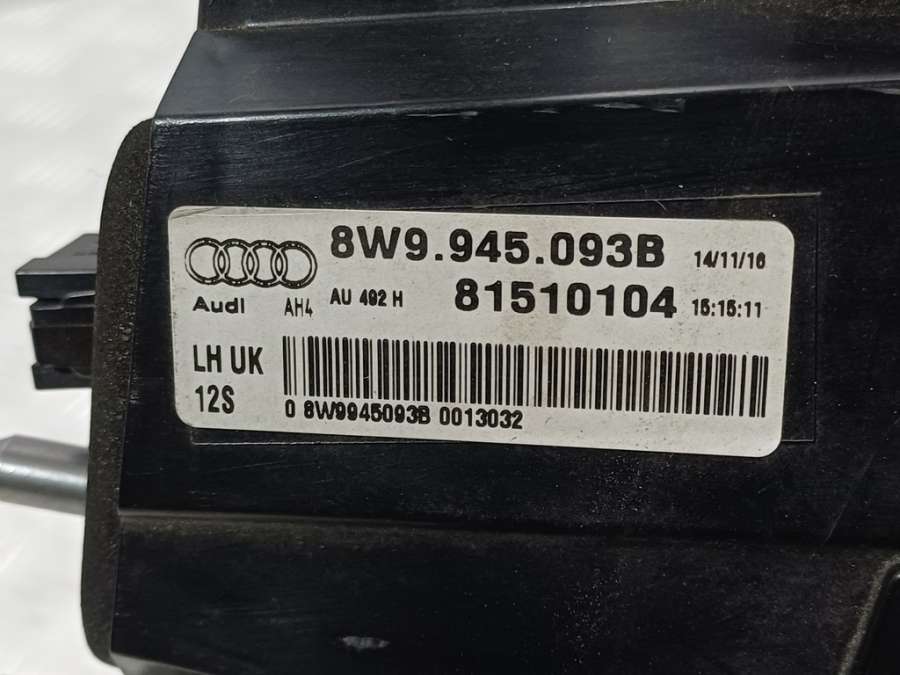 8W9.945.093B 14/11/16
Audi AH4 AU 492 H 81510104 15:15:11
LH UK
12S
0 8W9945093B 0013032